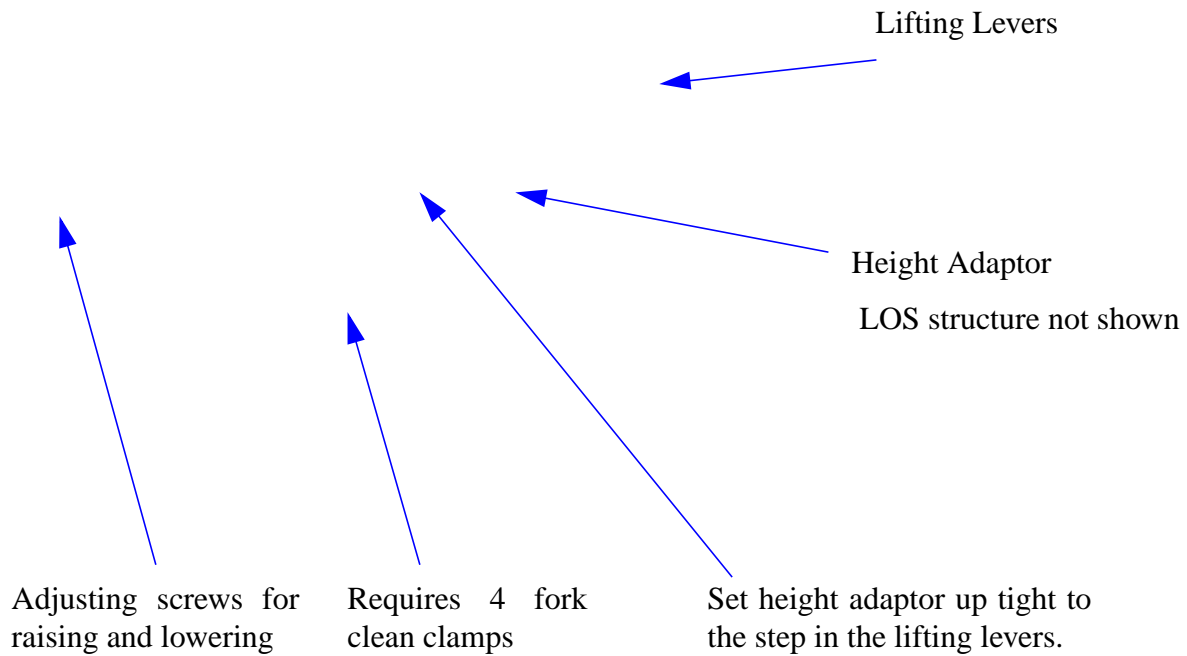 Lifting Levers
Height Adaptor
LOS structure not shown
Adjusting screws for
raising and lowering
Requires 4 fork
clean clamps
Set height adaptor up tight to
the step in the lifting levers.